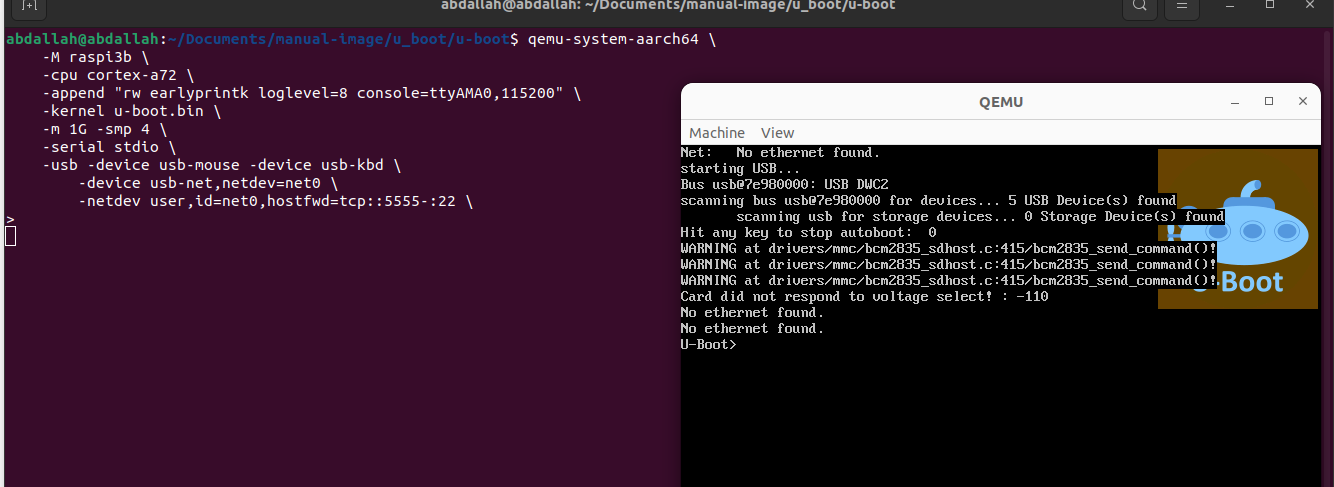 abdallah@abdallah: ~/Documents/manual-image/u_boot/u-boot
abdallah@abdallah:~/Documents/manual-image/u_boot/u-boot$ qemu-system-aarch64 \
-M raspi3b \
-cpu cortex-a72 \
-append "rw earlyprintk loglevel=8 console=ttyAMA0,115200" \
-kernel u-boot.bin \
-m 1G -smp 4 \
-serial stdio \
-usb -device usb-mouse -device usb-kbd \
-device usb-net,netdev=net0 \
-netdev user,id=net0,hostfwd=tcp::5555-:22 \
>
QEMU
Machine View
Net: No ethernet found.
starting USB...
Bus usb@7e980000: USB DWC2
scanning bus usb@7e980000 for devices... 5 USB Device(s) found
scanning usb for storage devices... 0 Storage Device(s) found
Hit any key to stop autoboot: 0
WARNING at drivers/mmc/bcm2835_sdhost.c:415/bcm2835_send_command()!
WARNING at drivers/mmc/bcm2835_sdhost.c:415/bcm2835_send_command()!
WARNING at drivers/mmc/bcm2835_sdhost.c:415/bcm2835_send_command()!
-Boot
Card did not respond to voltage select! : -110
No ethernet found.
No ethernet found.
U-Boot>